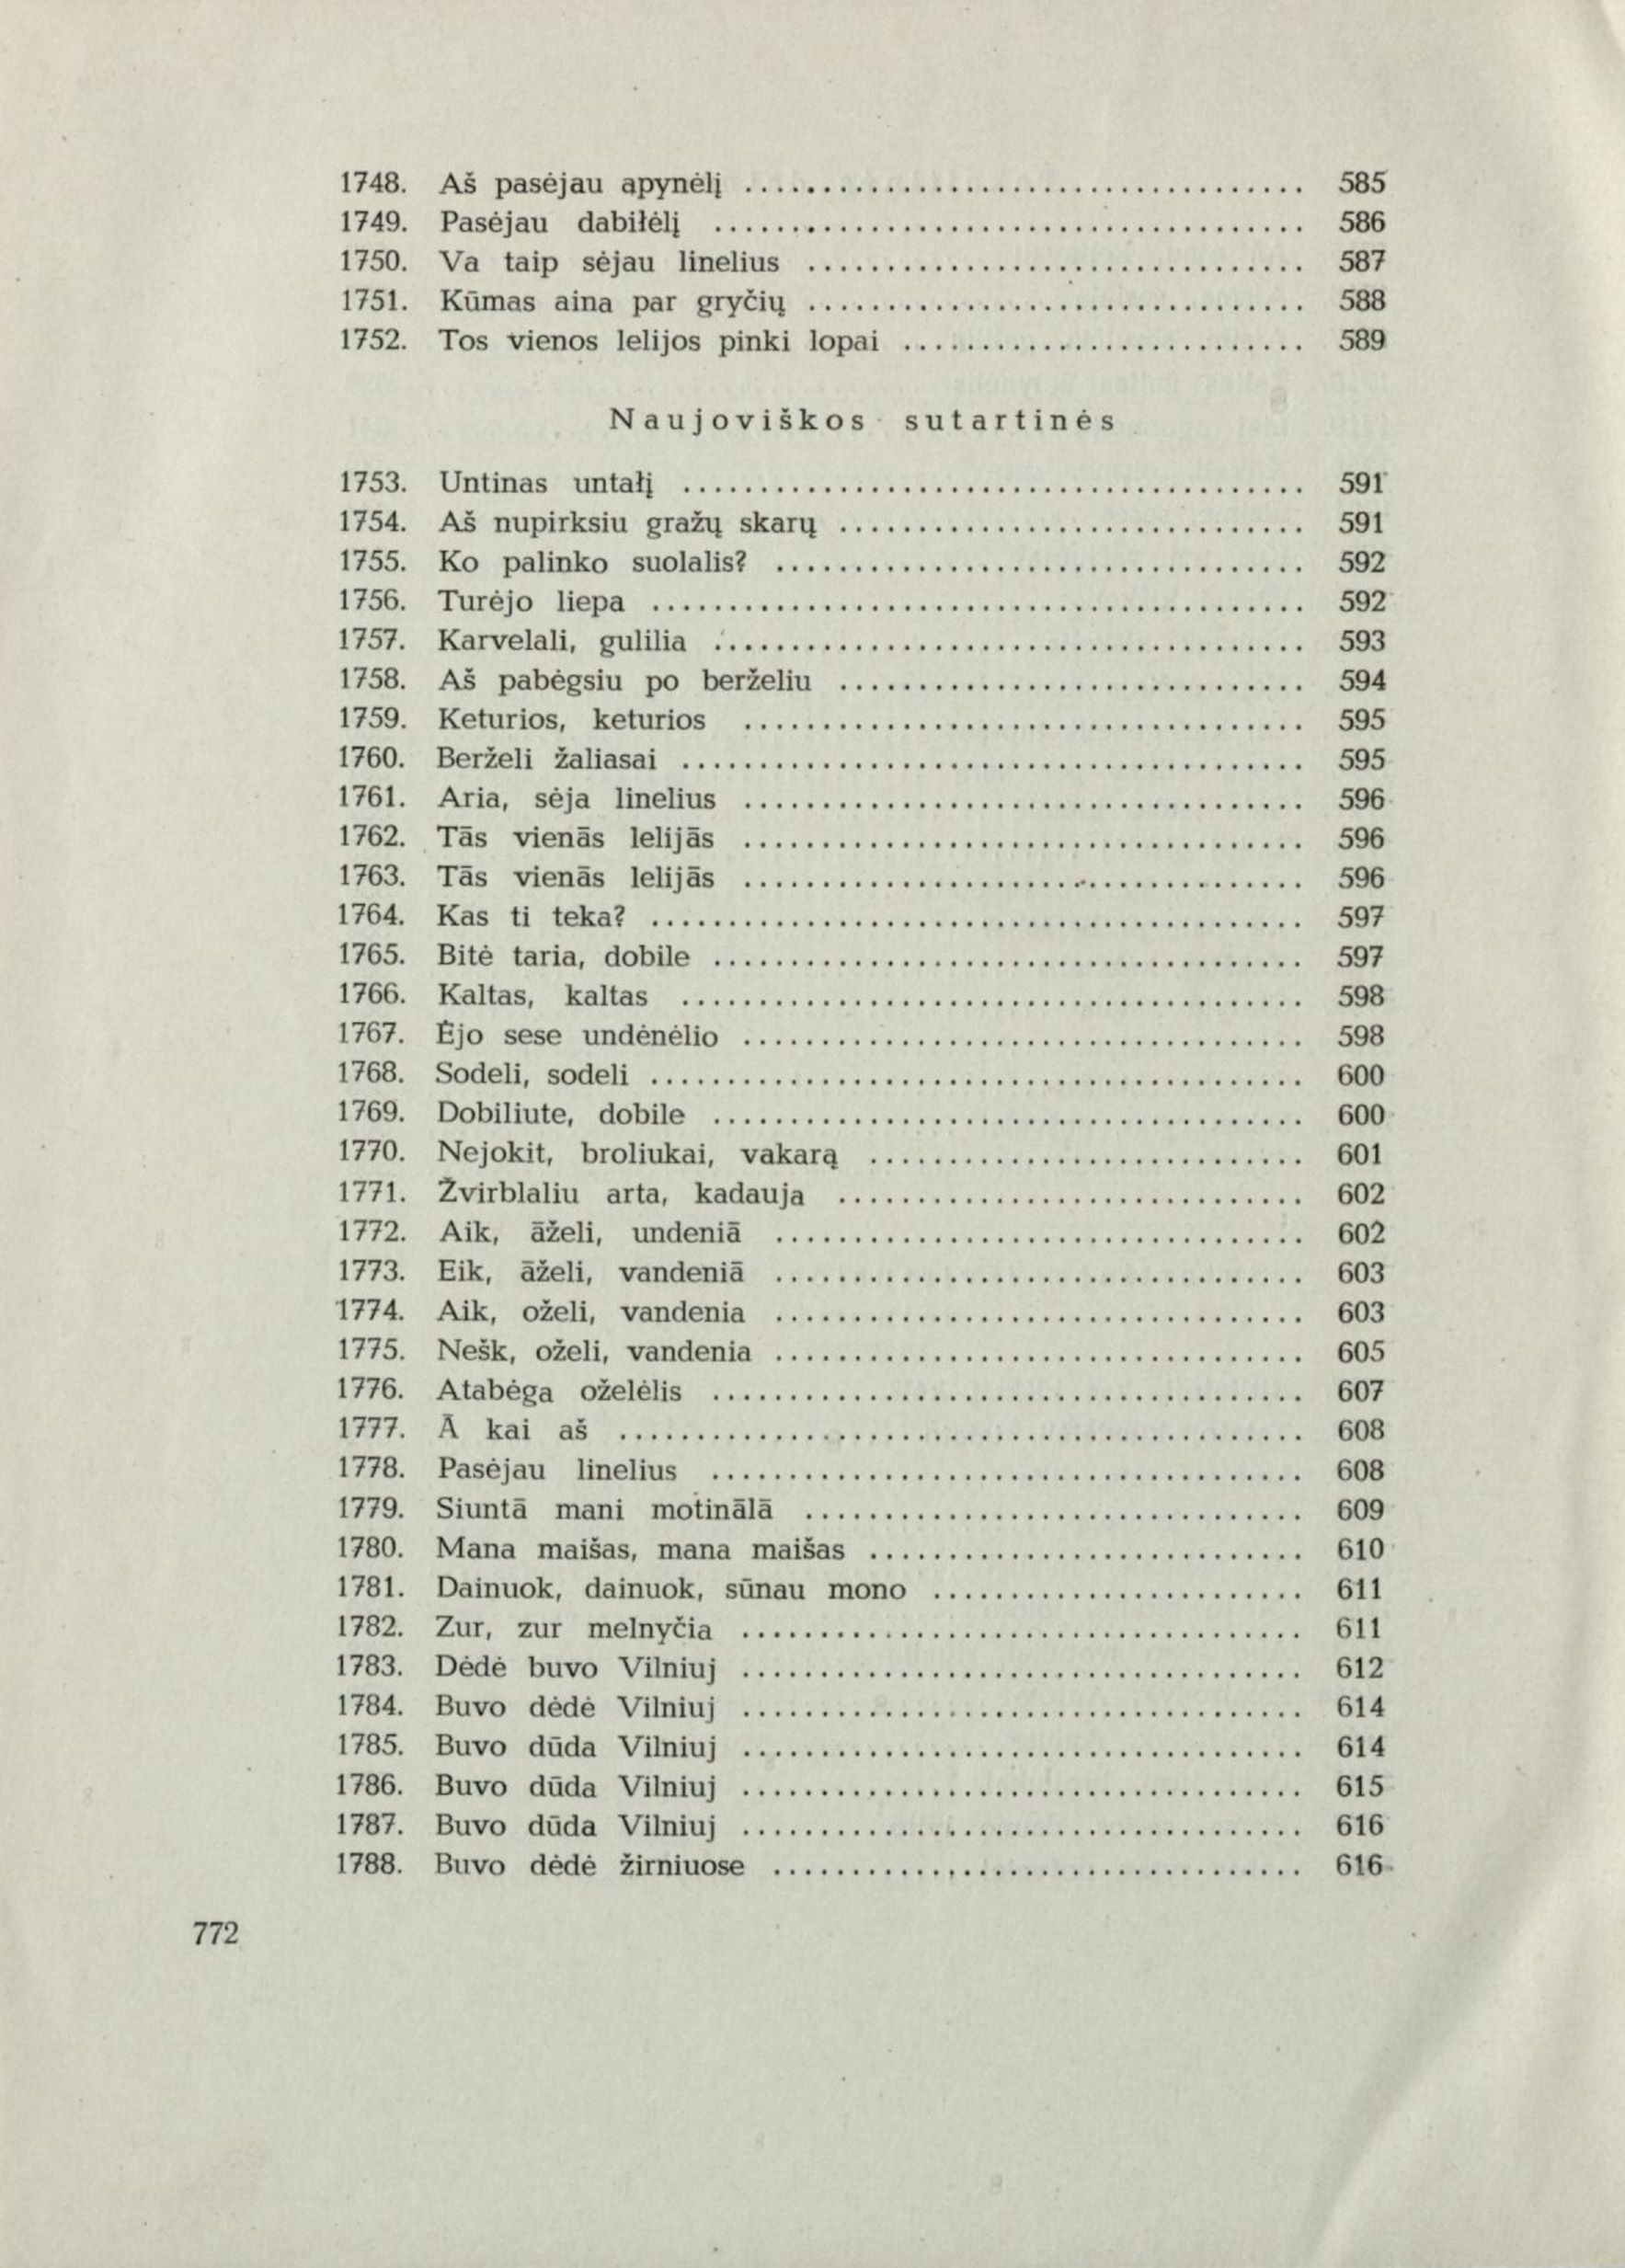 1748. Aš pasėjau apynėlį ........................................ 585
1749. Pasėjau dabiłėlį ........................................ 586
1750. Va taip sėjau linelius ........................................ 587
1751. Kūmas aina par gryčių ........................................ 588
1752. Tos vienos lelijos pinki lopai ........................................ 589
Naujoviškos sutartinės
1753. Untinas untałį ........................................ 591
1754. Aš nupirksiu gražų skarų ........................................ 591
1755. Ko palinko suolalis? ........................................ 592
1756. Turėjo liepa ........................................ 592
1757. Karvelali, gulilia ........................................ 593
1758. Aš pabėgsiu po berželiu ........................................ 594
1759. Keturios, keturios ........................................ 595
1760. Berželi žaliasai ........................................ 595
1761. Aria, sėja linelius ........................................ 596
1762. Tās vienās lelijās ........................................ 596
1763. Tās vienās lelijās ........................................ 596
1764. Kas ti teka? ........................................ 597
1765. Bitė taria, dobile ........................................ 597
1766. Kaltas, kaltas ........................................ 598
1767. Ėjo sese undėnėlio ........................................ 598
1768. Sodeli, sodeli ........................................ 600
1769. Dobiliute, dobile ........................................ 600
1770. Nejokit, broliukai, vakarą ........................................ 601
1771. Žvirblaliu arta, kadauja ........................................ 602
1772. Aik, āželi, undeniā ........................................ 602
1773. Eik, āželi, vandeniā ........................................ 603
1774. Aik, oželi, vandenia ........................................ 603
1775. Nešk, oželi, vandenia ........................................ 605
1776. Atabėga oželėlis ........................................ 607
1777. Ā kai aš ........................................ 608
1778. Pasėjau linelius ........................................ 608
1779. Siuntā mani motinālā ........................................ 609
1780. Mana maišas, mana maišas ........................................ 610
1781. Dainuok, dainuok, sūnau mono ........................................ 611
1782. Zur, zur melnyčia ........................................ 611
1783. Dėdė buvo Vilniuj ........................................ 612
1784. Buvo dėdė Vilniuj ........................................ 614
1785. Buvo dūda Vilniuj ........................................ 614
1786. Buvo dūda Vilniuj ........................................ 615
1787. Buvo dūda Vilniuj ........................................ 616
1788. Buvo dėdė žirniuose ........................................ 616
772